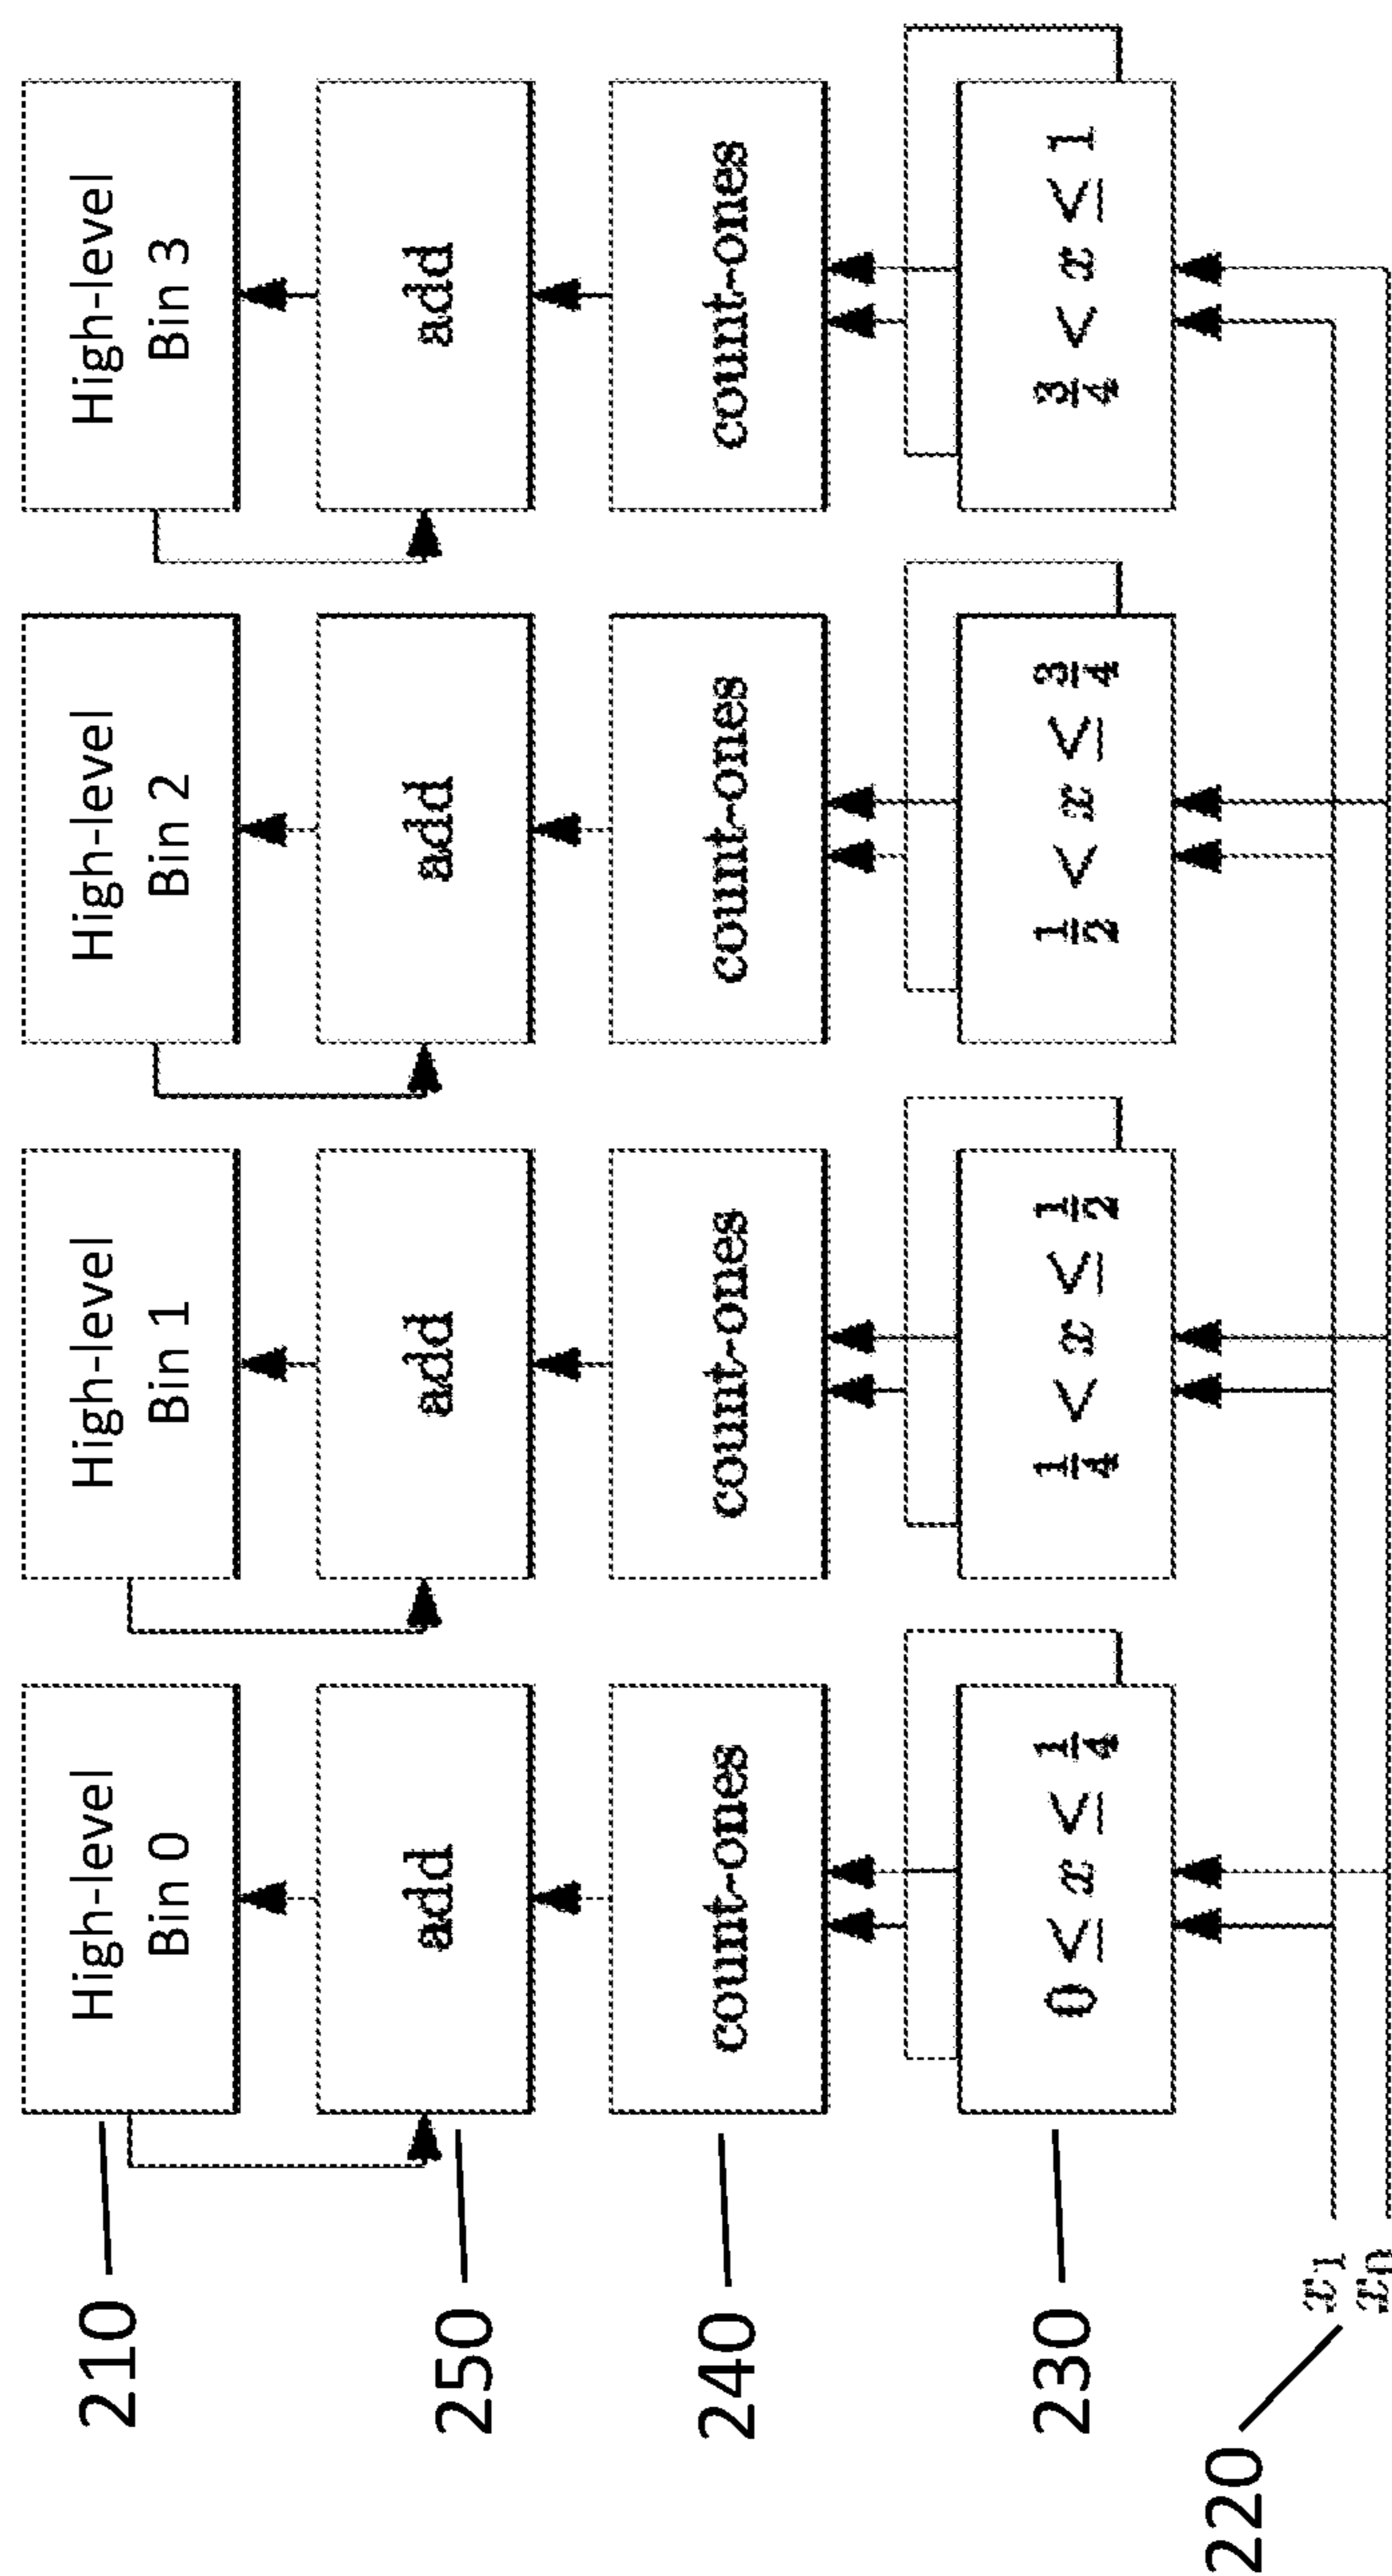 210
High-level
Bin 0
High-level
Bin 1
High-level
Bin 2
High-level
Bin 3
250
add
add
add
add
240
count-ones
count-ones
count-ones
count-ones
230
0 ≤ x ≤ 1/4
1/4 < x ≤ 1/2
1/2 < x ≤ 3/4
3/4 < x ≤ 1
220
x₁
x₀